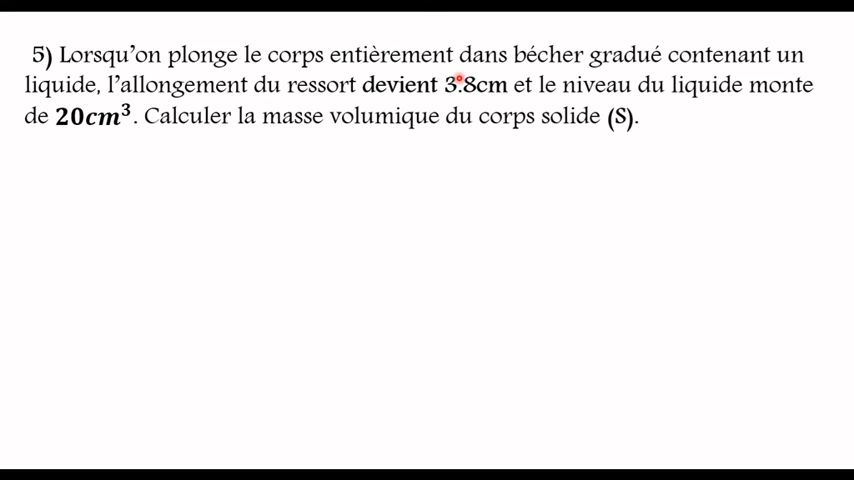 5) Lorsqu'on plonge le corps entièrement dans bécher gradué contenant un
liquide, l'allongement du ressort devient 3.8cm et le niveau du liquide monte
de 20cm³. Calculer la masse volumique du corps solide (S).